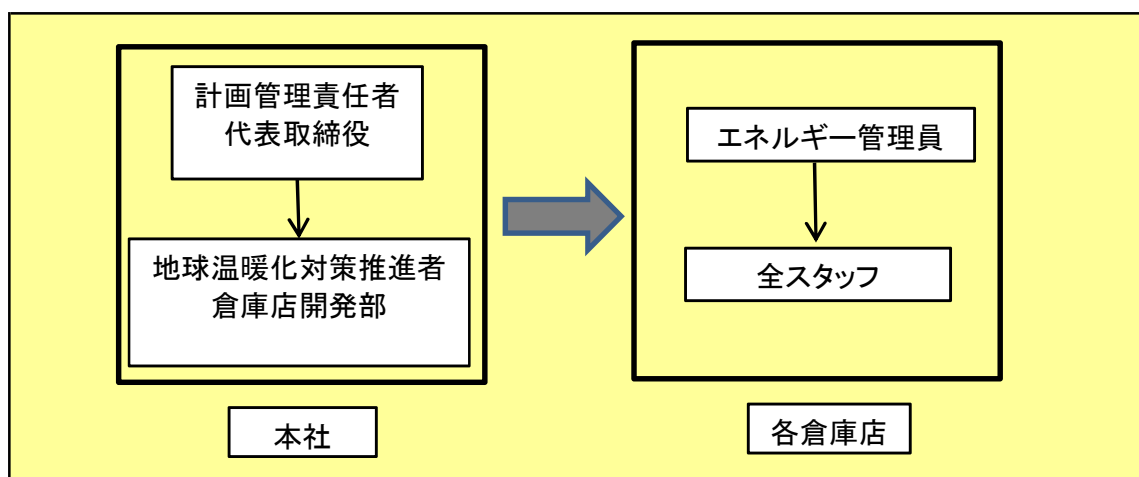 計画管理責任者
代表取締役
地球温暖化対策推進者
倉庫店開発部
本社
エネルギー管理員
全スタッフ
各倉庫店